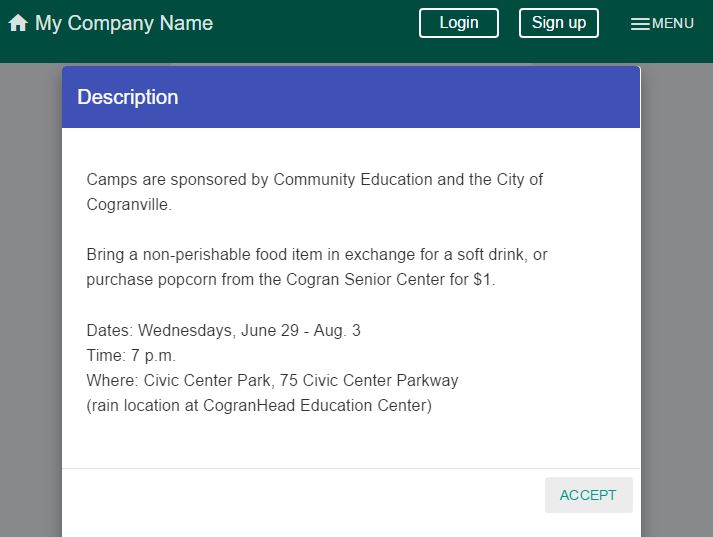 My Company Name
Login
Sign up
MENU
Description
Camps are sponsored by Community Education and the City of
Cogranville.
Bring a non-perishable food item in exchange for a soft drink, or
purchase popcorn from the Cogran Senior Center for $1.
Dates: Wednesdays, June 29 - Aug. 3
Time: 7 p.m.
Where: Civic Center Park, 75 Civic Center Parkway
(rain location at CogranHead Education Center)
ACCEPT